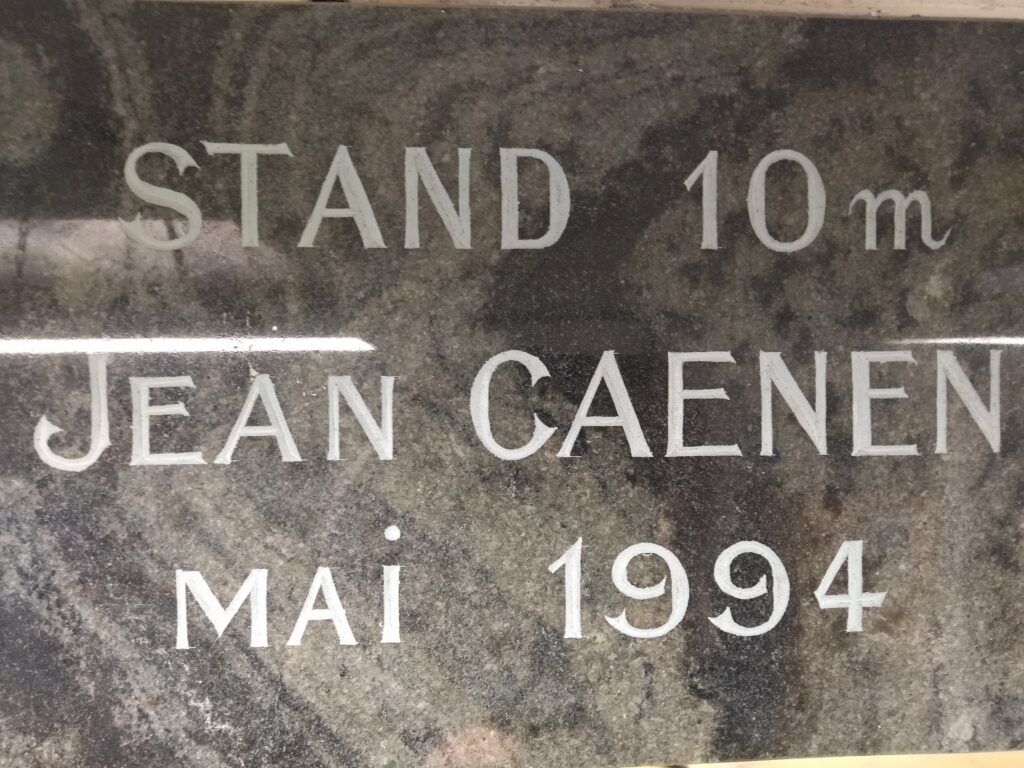 STAND 10m
JEAN CAENEN
MAi 1994